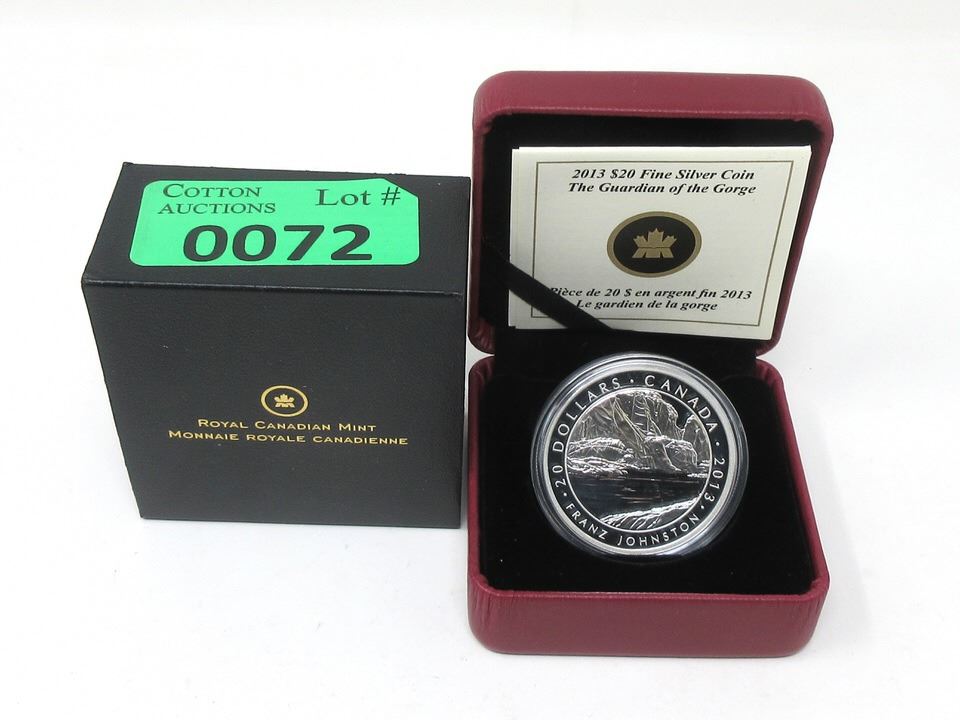 COTTON
AUCTIONS
Lot #
0072
ROYAL CANADIAN MINT
MONNAIE ROYALE CANADIENNE
2013 $20 Fine Silver Coin
The Guardian of the Gorge
Pièce de 20 $ en argent fin 2013
Le gardien de la gorge
20 DOLLARS · CANADA · 2013 ·
FRANZ JOHNSTON ·